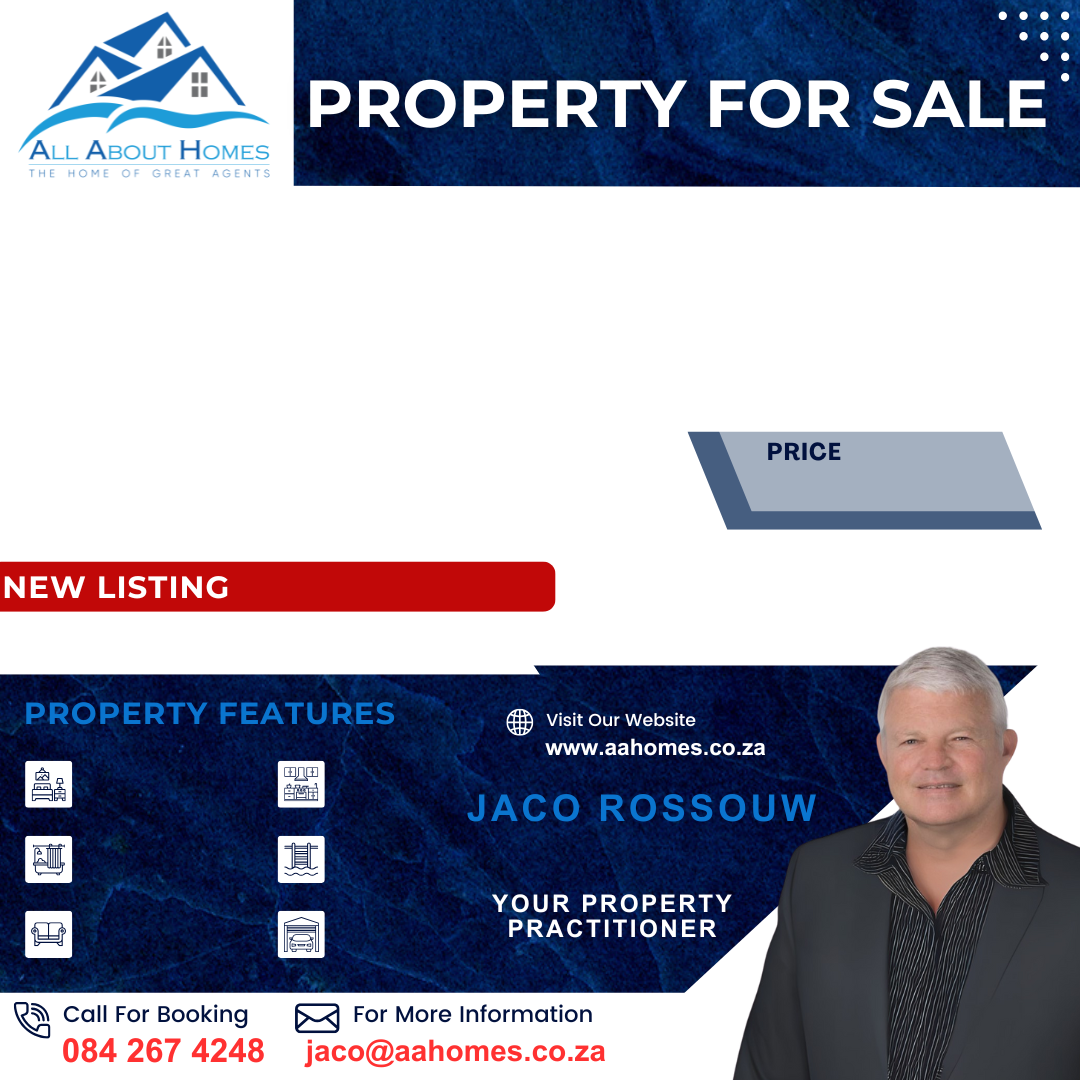 ALL ABOUT HOMES
THE HOME OF GREAT AGENTS
PROPERTY FOR SALE
PRICE
NEW LISTING
PROPERTY FEATURES
Visit Our Website
www.aahomes.co.za
JACO ROSSOUW
YOUR PROPERTY
PRACTITIONER
Call For Booking
084 267 4248
For More Information
jaco@aahomes.co.za